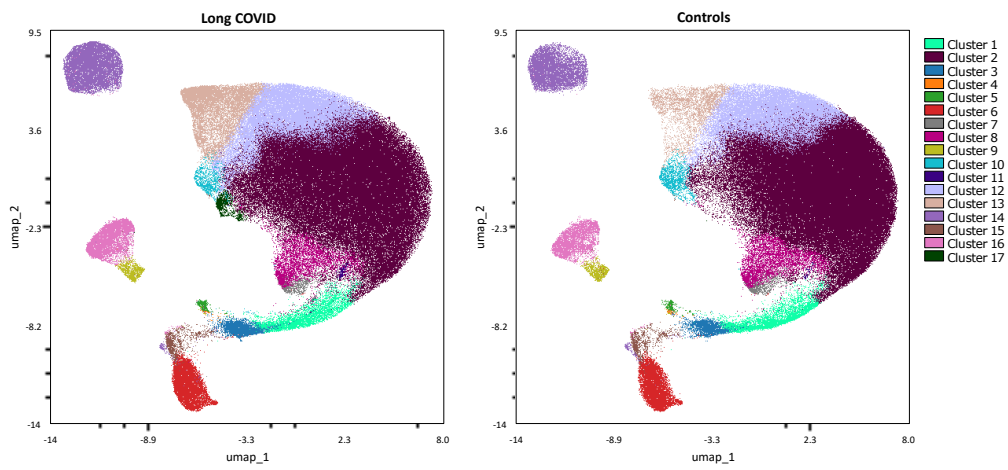 Long COVID
9.5
3.6
-2.3
-8.2
-14
umap_2
-14
-8.9
-3.3
2.3
8.0
umap_1
Controls
9.5
3.6
-2.3
-8.2
-14
umap_2
-14
-8.9
-3.3
2.3
8.0
umap_1
Cluster 1
Cluster 2
Cluster 3
Cluster 4
Cluster 5
Cluster 6
Cluster 7
Cluster 8
Cluster 9
Cluster 10
Cluster 11
Cluster 12
Cluster 13
Cluster 14
Cluster 15
Cluster 16
Cluster 17